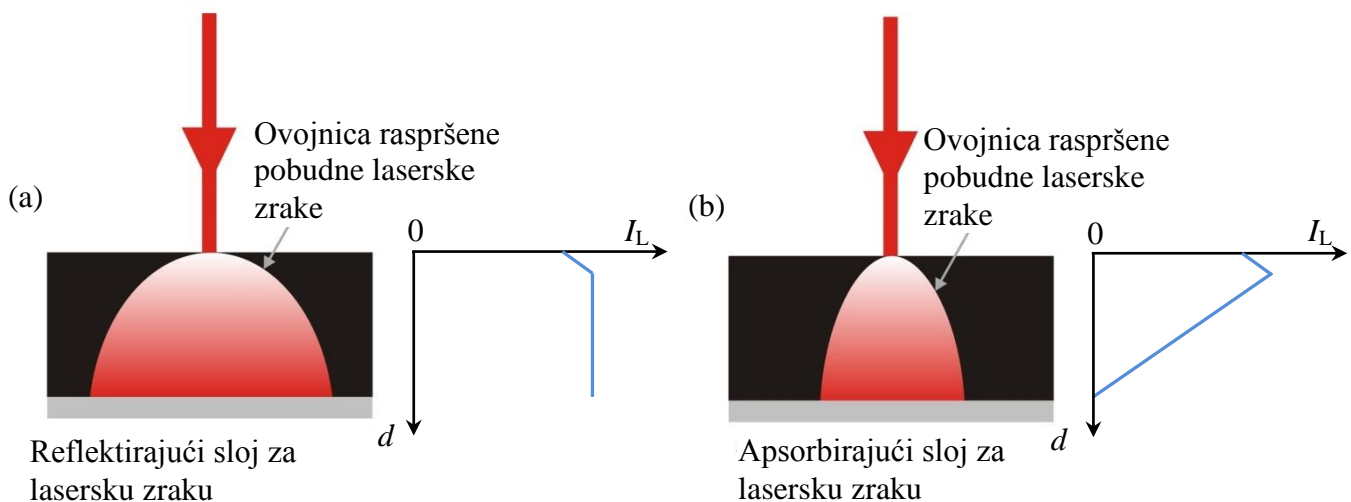 (a)
Ovojnica raspršene
pobudne laserske
zrake
0
I_L
d
Reflektirajući sloj za
lasersku zraku
(b)
Ovojnica raspršene
pobudne laserske
zrake
0
I_L
d
Apsorbirajući sloj za
lasersku zraku